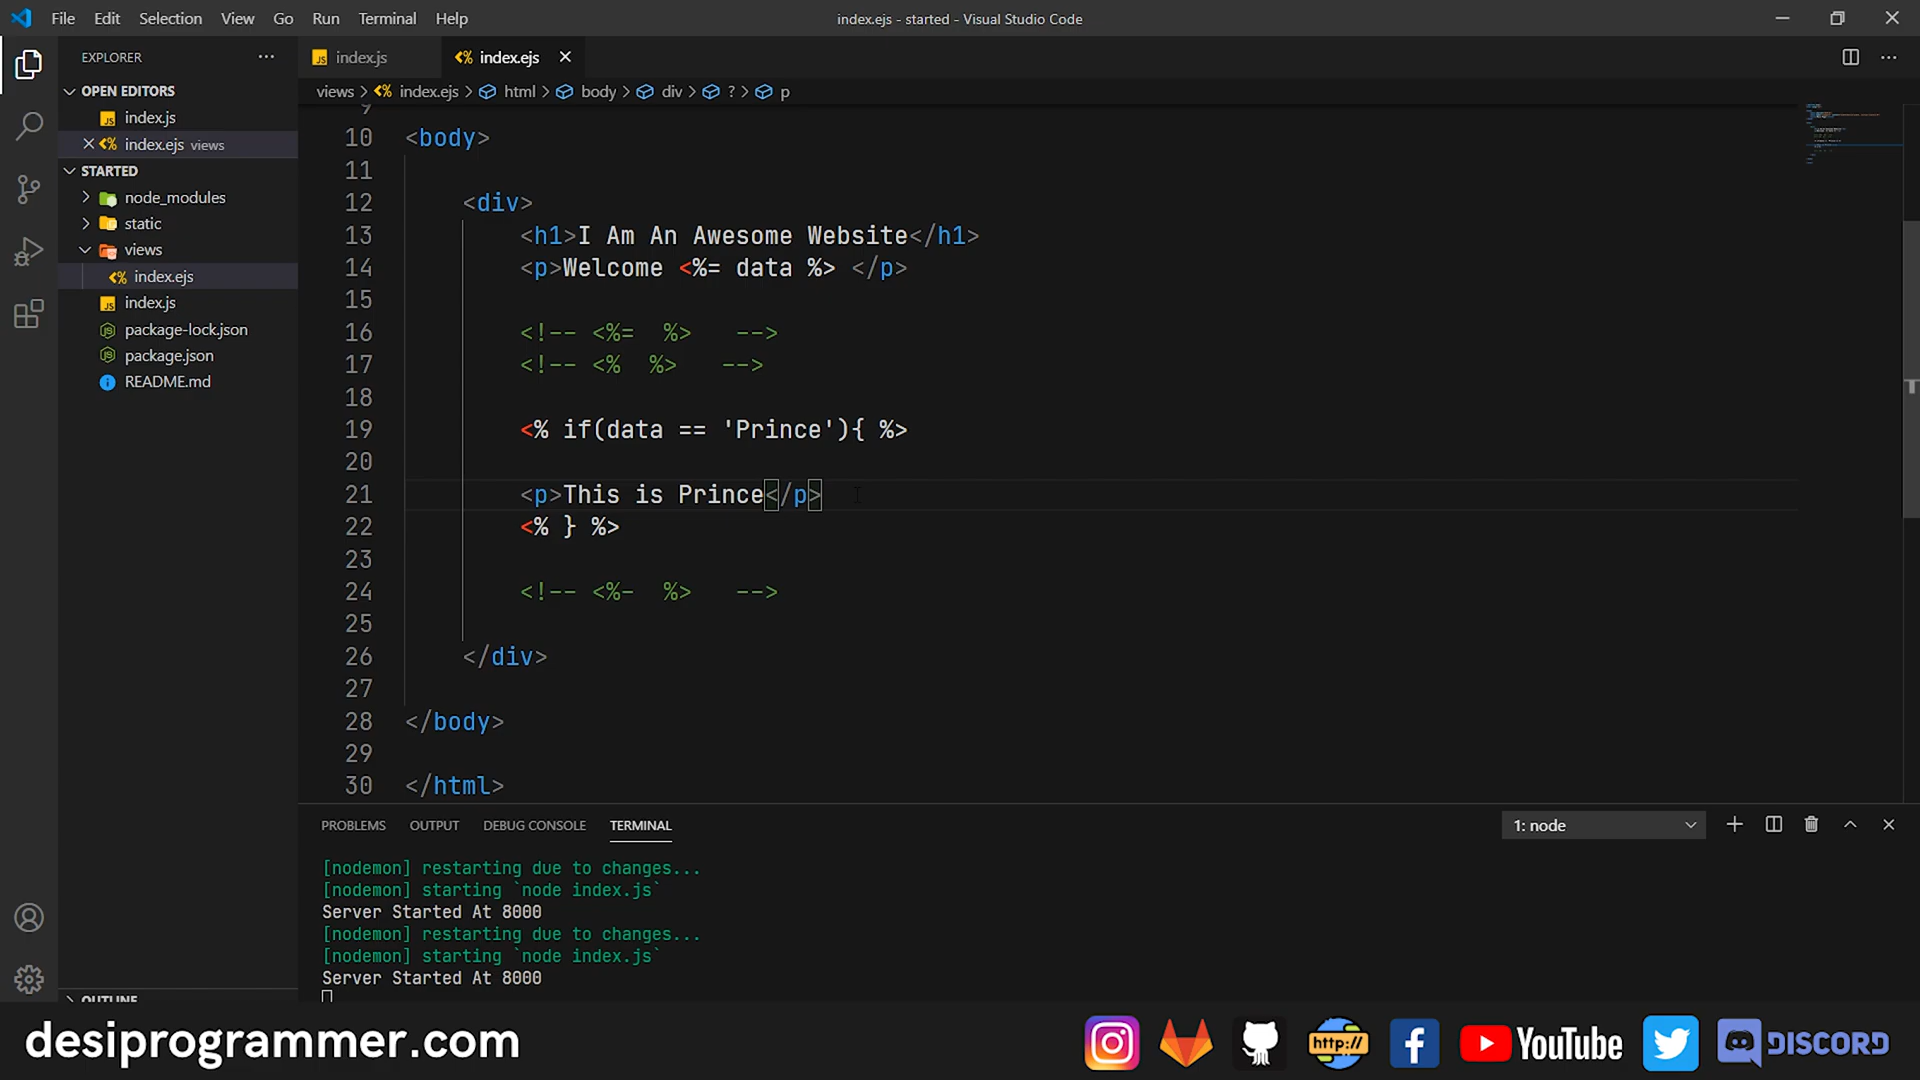 File Edit Selection View Go Run Terminal Help
index.ejs - started - Visual Studio Code
EXPLORER
OPEN EDITORS
index.js
index.ejs views
STARTED
node_modules
static
views
index.ejs
index.js
package-lock.json
package.json
README.md
OUTLINE
index.js
index.ejs
views > index.ejs > html > body > div > ? > p
9
10 <body>
11
12 <div>
13 <h1>I Am An Awesome Website</h1>
14 <p>Welcome <%= data %> </p>
15
16 <!-- <%= %> -->
17 <!-- <% %> -->
18
19 <% if(data == 'Prince'){ %>
20
21 <p>This is Prince</p>
22 <% } %>
23
24 <!-- <%- %> -->
25
26 </div>
27
28 </body>
29
30 </html>
PROBLEMS OUTPUT DEBUG CONSOLE TERMINAL
1: node
[nodemon] restarting due to changes...
[nodemon] starting `node index.js`
Server Started At 8000
[nodemon] restarting due to changes...
[nodemon] starting `node index.js`
Server Started At 8000
desiprogrammer.com
http://
YouTube
DISCORD